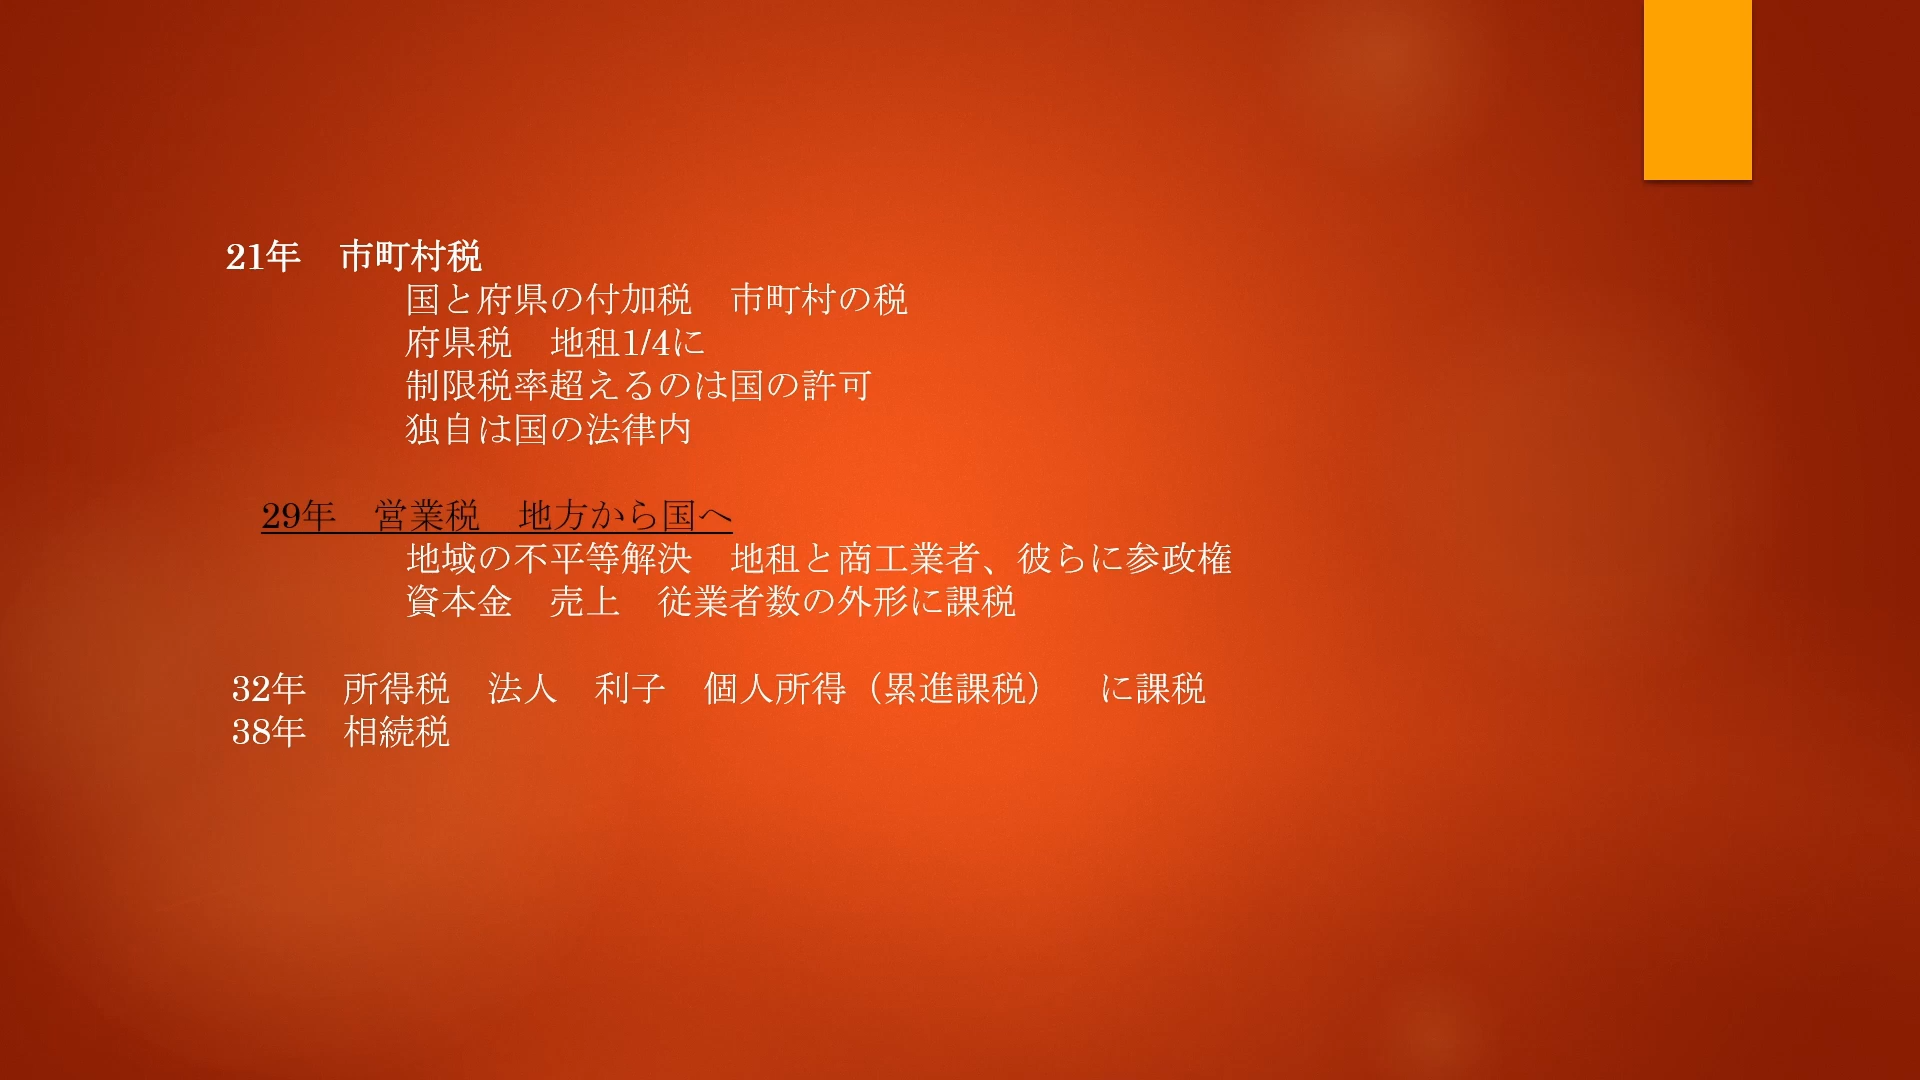 21年　市町村税
国と府県の付加税　市町村の税
府県税　地租1/4に
制限税率超えるのは国の許可
独自は国の法律内
29年　営業税　地方から国へ
地域の不平等解決　地租と商工業者、彼らに参政権
資本金　売上　従業者数の外形に課税
32年　所得税　法人　利子　個人所得（累進課税）　に課税
38年　相続税